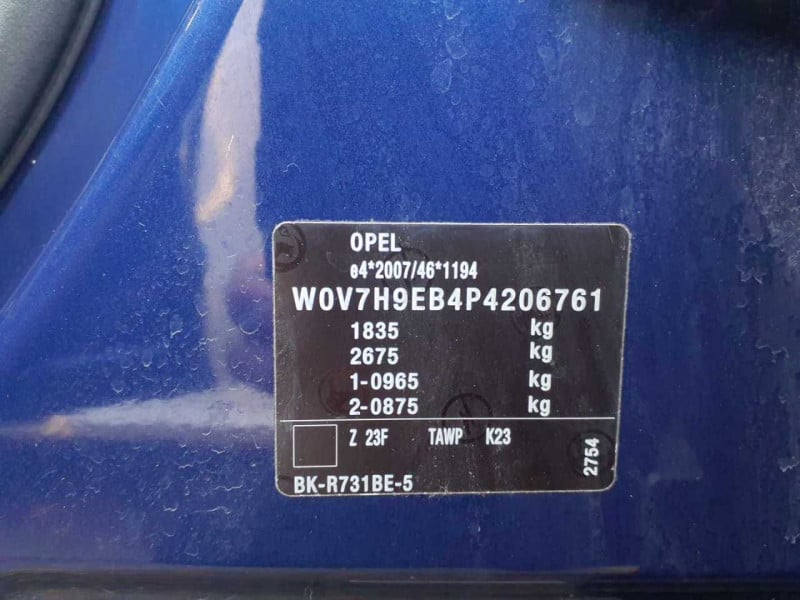 OPEL
e4*2007/46*1194
W0V7H9EB4P4206761
1835 kg
2675 kg
1-0965 kg
2-0875 kg
Z 23F TAWP K23
2754
BK-R731BE-5